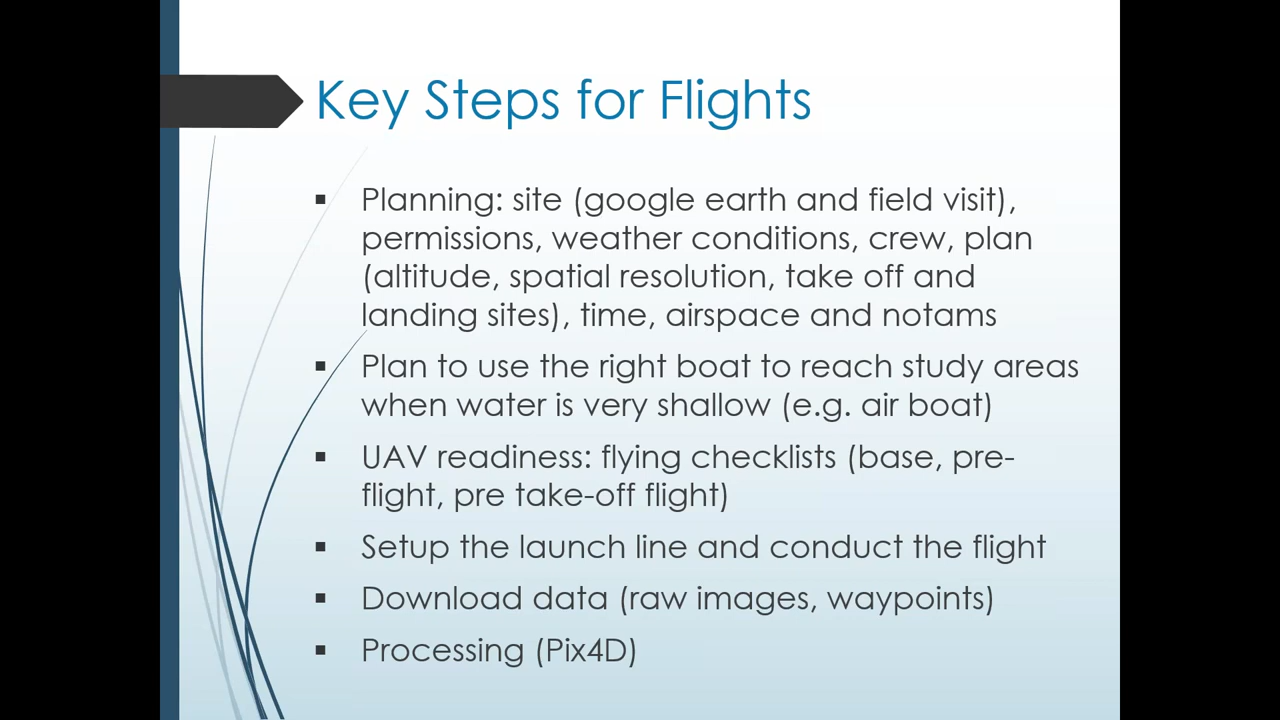 Key Steps for Flights
▪ Planning: site (google earth and field visit),
permissions, weather conditions, crew, plan
(altitude, spatial resolution, take off and
landing sites), time, airspace and notams
▪ Plan to use the right boat to reach study areas
when water is very shallow (e.g. air boat)
▪ UAV readiness: flying checklists (base, pre-
flight, pre take-off flight)
▪ Setup the launch line and conduct the flight
▪ Download data (raw images, waypoints)
▪ Processing (Pix4D)